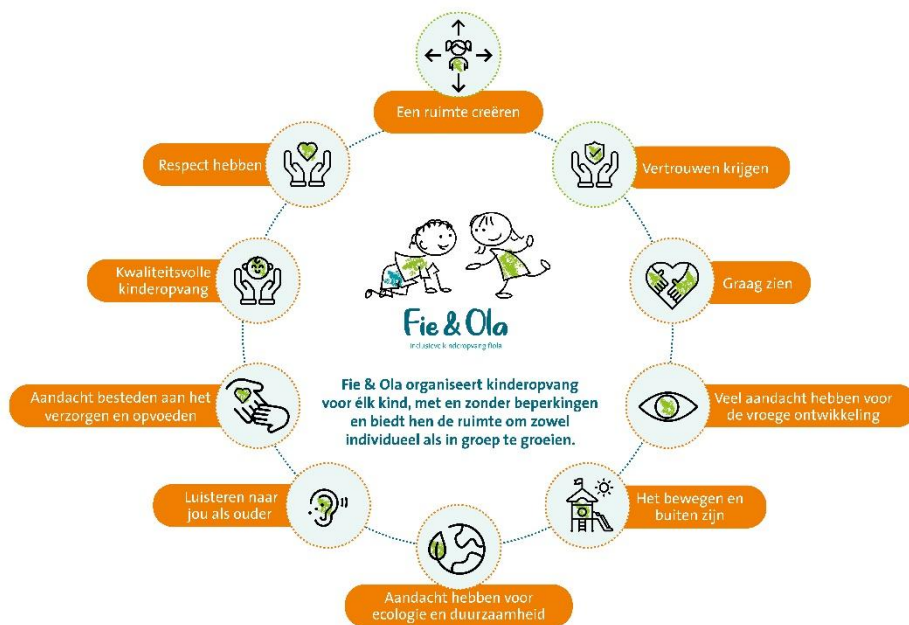 Een ruimte creëren
Respect hebben
Vertrouwen krijgen
Kwaliteitsvolle
kinderopvang
Graag zien
Fie & Ola
inclusieve kinderopvang fiola
Aandacht besteden aan het
verzorgen en opvoeden
Fie & Ola organiseert kinderopvang
voor élk kind, met en zonder beperkingen
en biedt hen de ruimte om zowel
individueel als in groep te groeien.
Veel aandacht hebben voor
de vroege ontwikkeling
Luisteren naar
jou als ouder
Het bewegen en
buiten zijn
Aandacht hebben voor
ecologie en duurzaamheid